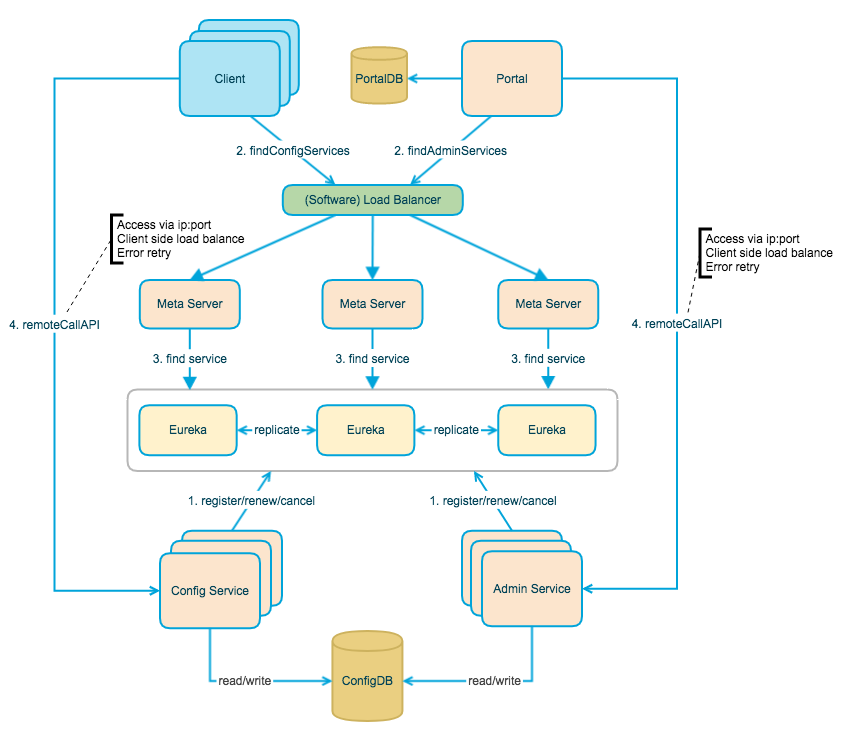 Client
PortalDB
Portal
2. findConfigServices
2. findAdminServices
(Software) Load Balancer
Access via ip:port
Client side load balance
Error retry
Access via ip:port
Client side load balance
Error retry
Meta Server
Meta Server
Meta Server
4. remoteCallAPI
4. remoteCallAPI
3. find service
3. find service
3. find service
Eureka
replicate
Eureka
replicate
Eureka
1. register/renew/cancel
1. register/renew/cancel
Config Service
Admin Service
read/write
ConfigDB
read/write